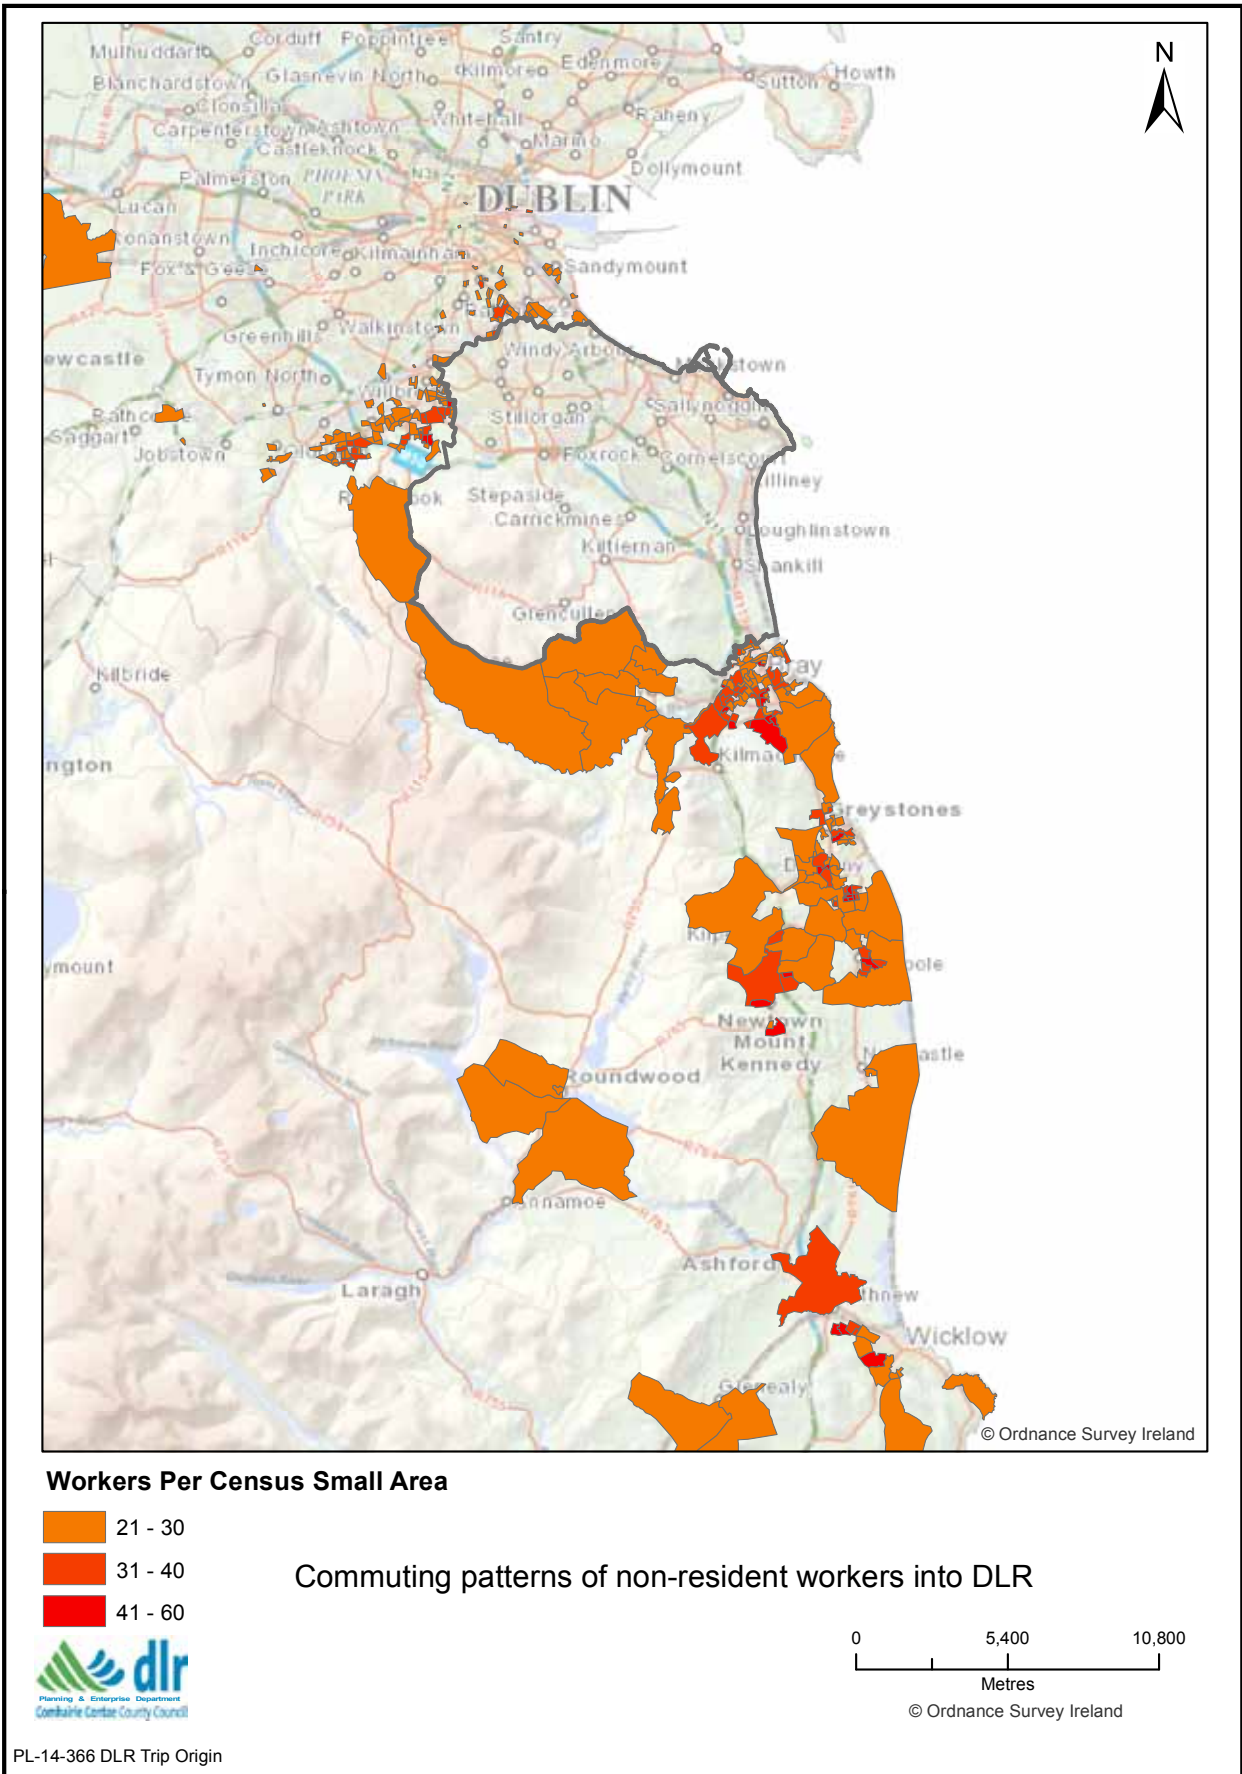 Corduff Poppintree Santry
Mulhuddart Edenmore
Blanchardstown Glasnevin North Kilmore Sutton Howth
Clonsilla Whitehall Raheny
Carpenterstown Ashtown Marino
Castleknock Dollymount
Palmerston PHOENIX PARK N3 N2
DUBLIN
Lucan
Inchicore Kilmainham
Fox & Geese Sandymount
Greenhills Walkinstown
Windy Arbour
Tymon North
Stillorgan Sallynoggin
Saggart
Jobstown Foxrock Cornelscourt
Killiney
Stepaside
Carrickmines Loughlinstown
Kiltiernan
Shankill
Glencullen
Bray
Kilbride
Greystones
Newtown
Mount
Kennedy
Roundwood
Annamoe
Ashford
Laragh
Wicklow
Glenealy
N
© Ordnance Survey Ireland
Workers Per Census Small Area
21 - 30
31 - 40
41 - 60
Commuting patterns of non-resident workers into DLR
0 5,400 10,800
Metres
© Ordnance Survey Ireland
dlr
Planning & Enterprise Department
Comhairle Contae County Council
PL-14-366 DLR Trip Origin